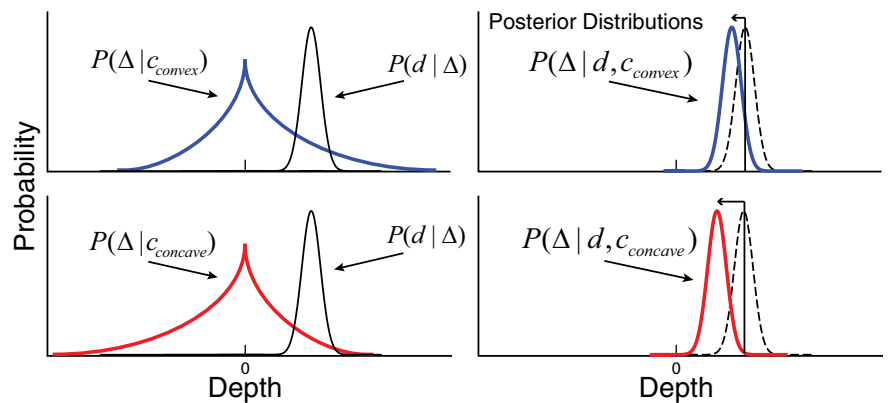 Posterior Distributions
P(Δ | c_convex)
P(d | Δ)
P(Δ | d, c_convex)
Probability
0
0
P(Δ | c_concave)
P(d | Δ)
P(Δ | d, c_concave)
0
0
Depth
Depth